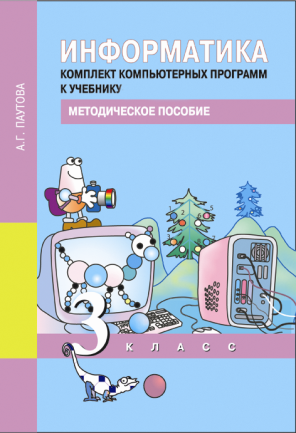 А.Г. ПАУТОВА
ИНФОРМАТИКА
КОМПЛЕКТ КОМПЬЮТЕРНЫХ ПРОГРАММ
К УЧЕБНИКУ
МЕТОДИЧЕСКОЕ ПОСОБИЕ
3 КЛАСС